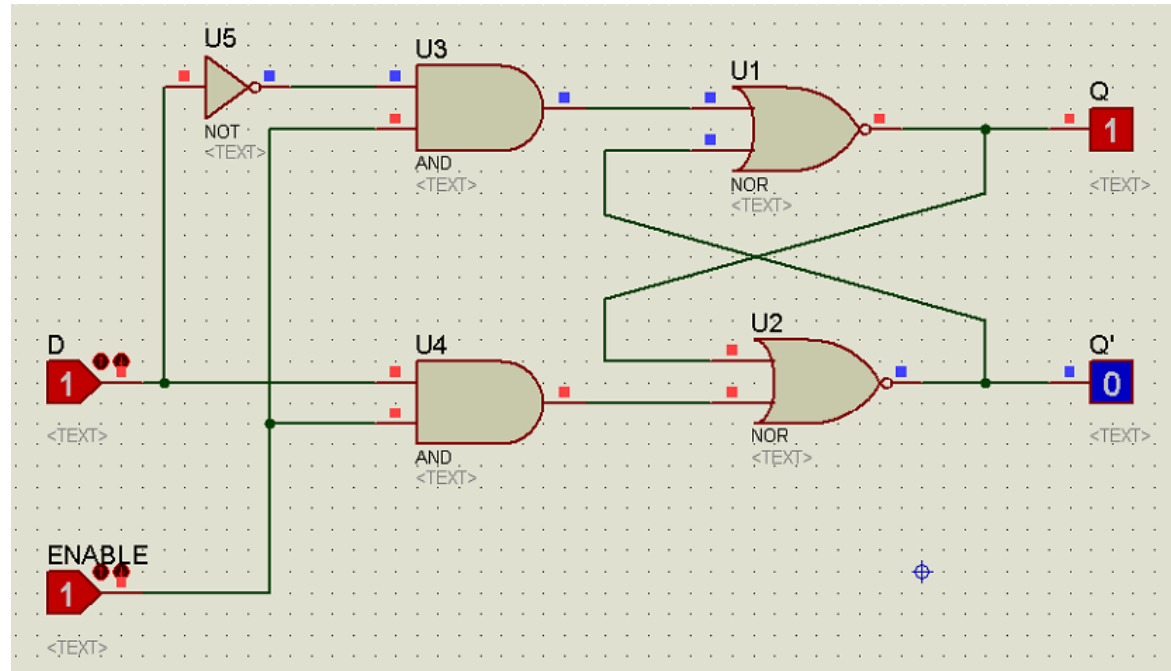 U5
NOT
<TEXT>
U3
AND
<TEXT>
U1
NOR
<TEXT>
Q
1
<TEXT>
D
1
<TEXT>
U4
AND
<TEXT>
U2
NOR
<TEXT>
Q'
0
<TEXT>
ENABLE
1
<TEXT>